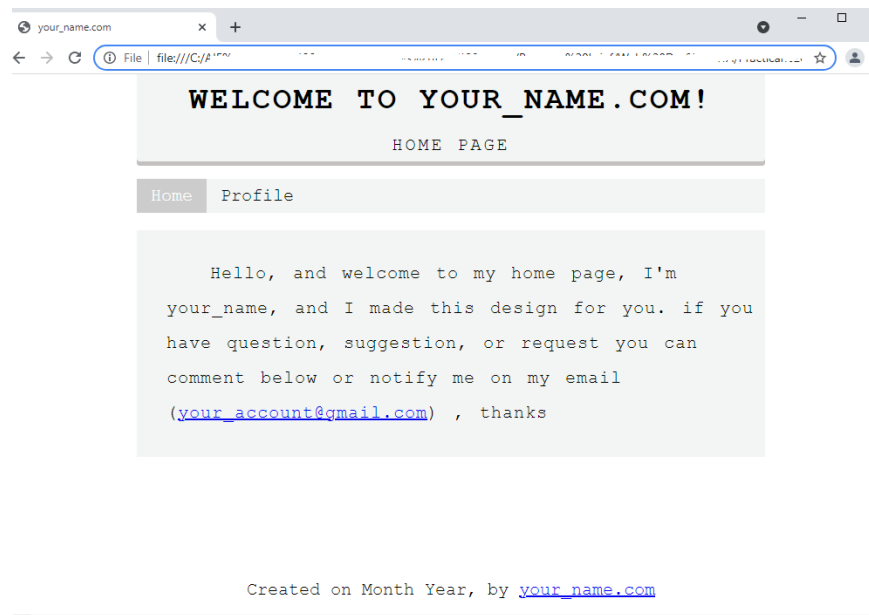 your_name.com
File file:///C:/
WELCOME TO YOUR_NAME.COM!
HOME PAGE
Home Profile
Hello, and welcome to my home page, I'm
your_name, and I made this design for you. if you
have question, suggestion, or request you can
comment below or notify me on my email
(your_account@gmail.com) , thanks
Created on Month Year, by your_name.com